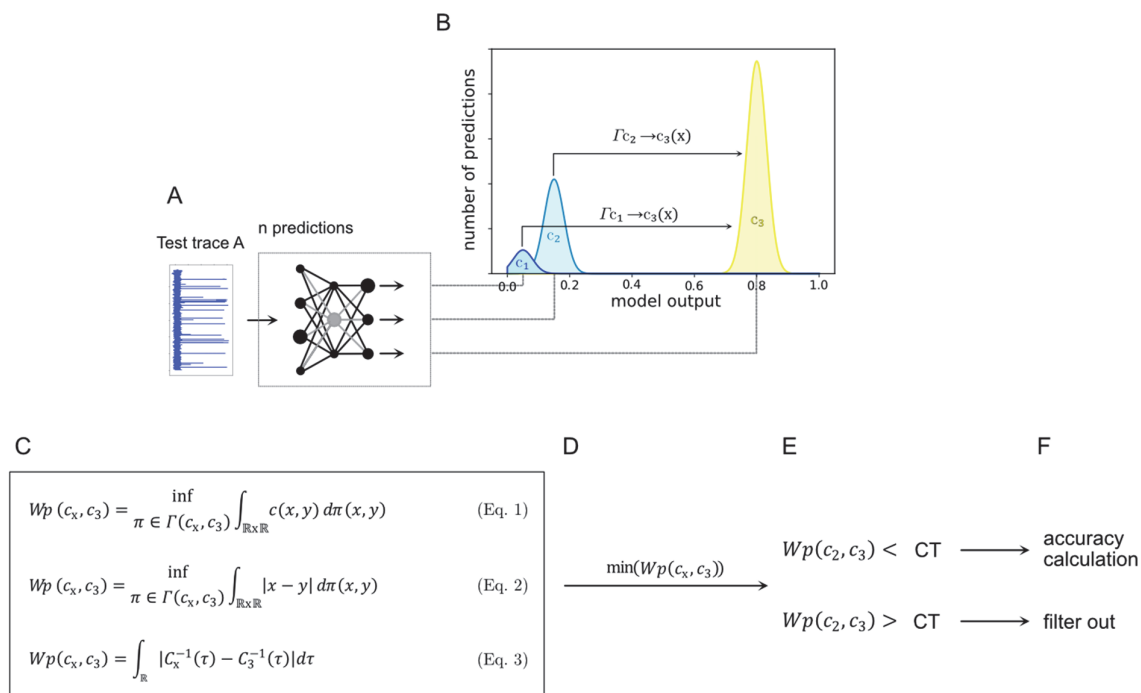 B
number of predictions
Γc₂ →c₃(x)
Γc₁ →c₃(x)
c₁
c₂
c₃
0.0 0.2 0.4 0.6 0.8 1.0
model output
A
Test trace A
n predictions
C
Wp (cₓ, c₃) = inf π ∈ Γ(cₓ, c₃) ∫ℝxℝ c(x, y) dπ(x, y) (Eq. 1)
Wp (cₓ, c₃) = inf π ∈ Γ(cₓ, c₃) ∫ℝxℝ |x − y| dπ(x, y) (Eq. 2)
Wp(cₓ, c₃) = ∫ℝ |Cₓ⁻¹(τ) − C₃⁻¹(τ)|dτ (Eq. 3)
D
min(Wp(cₓ, c₃))
E
Wp(c₂, c₃) < CT
Wp(c₂, c₃) > CT
F
accuracy
calculation
filter out